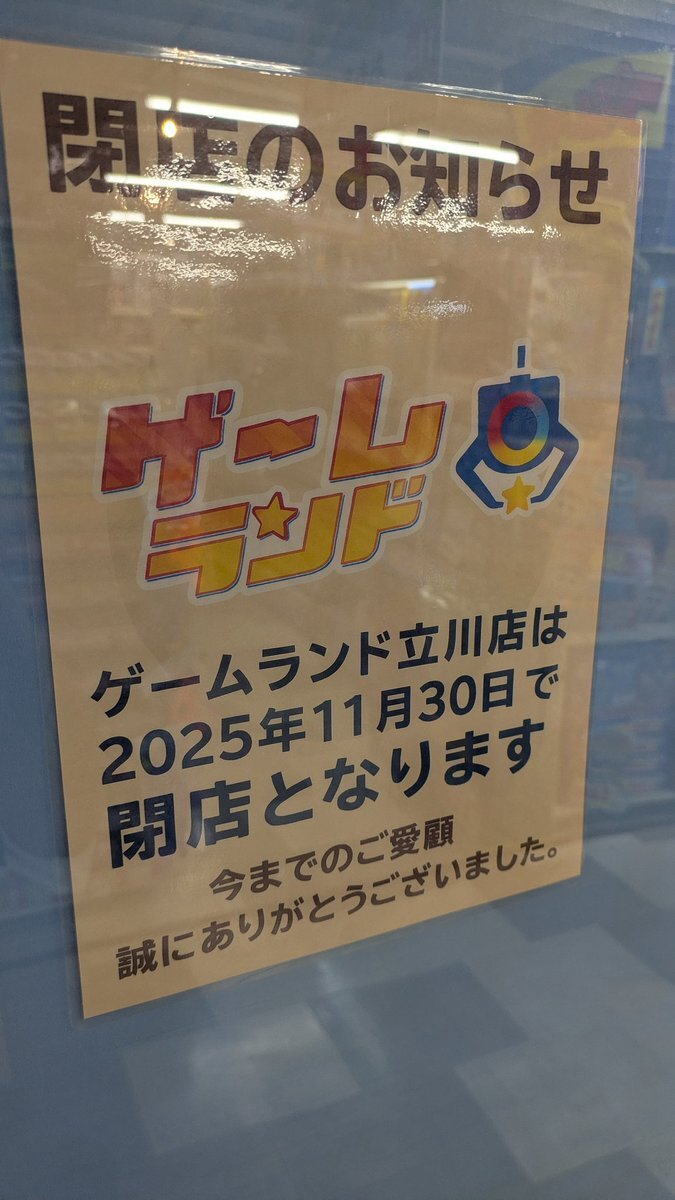 閉店のお知らせ
ゲーム
ランド
ゲームランド立川店は
2025年11月30日で
閉店となります
今までのご愛顧
誠にありがとうございました。